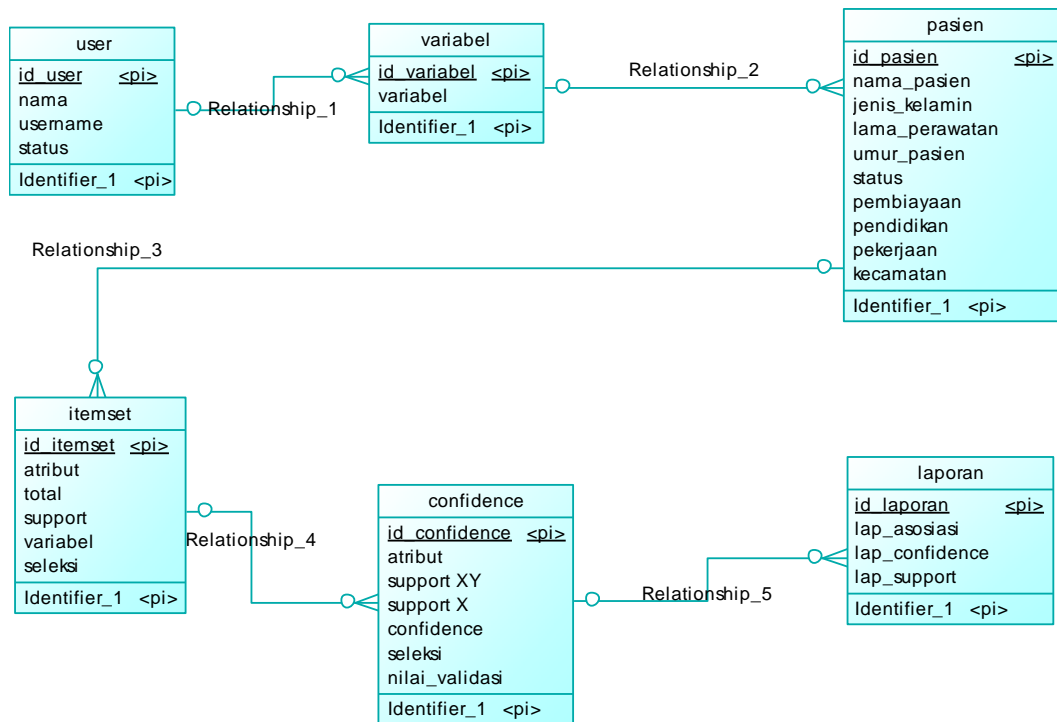 user
id_user <pi>
nama
username
status
Identifier_1 <pi>
Relationship_1
variabel
id_variabel <pi>
variabel
Identifier_1 <pi>
Relationship_2
pasien
id_pasien <pi>
nama_pasien
jenis_kelamin
lama_perawatan
umur_pasien
status
pembiayaan
pendidikan
pekerjaan
kecamatan
Identifier_1 <pi>
Relationship_3
itemset
id_itemset <pi>
atribut
total
support
variabel
seleksi
Identifier_1 <pi>
Relationship_4
confidence
id_confidence <pi>
atribut
support XY
support X
confidence
seleksi
nilai_validasi
Identifier_1 <pi>
Relationship_5
laporan
id_laporan <pi>
lap_asosiasi
lap_confidence
lap_support
Identifier_1 <pi>